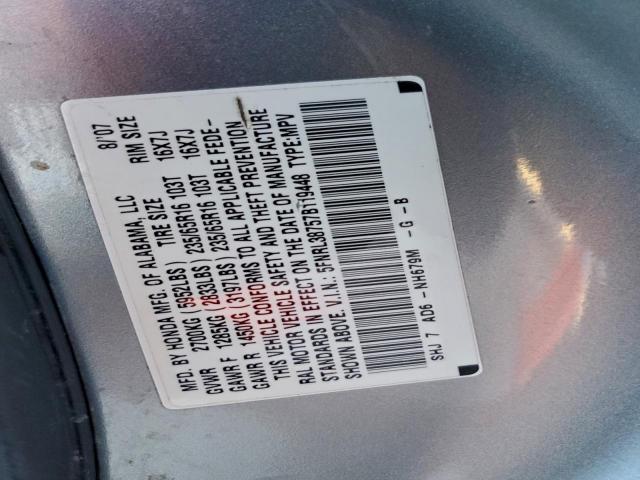 MFD. BY HONDA MFG. OF ALABAMA, LLC 8/'07
GVWR 2700KG(5952LBS) TIRE SIZE RIM SIZE
GAWR F 1285KG(2833LBS) 235/65R16 103T 16X7J
GAWR R 1450KG(3197LBS) 235/65R16 103T 16X7J
THIS VEHICLE CONFORMS TO ALL APPLICABLE FEDE-
RAL MOTOR VEHICLE SAFETY AND THEFT PREVENTION
STANDARDS IN EFFECT ON THE DATE OF MANUFACTURE
SHOWN ABOVE. V.I.N.: 5FNRL38757B119448 TYPE:MPV
SHJ 7 AD6 -NH679M -G -B